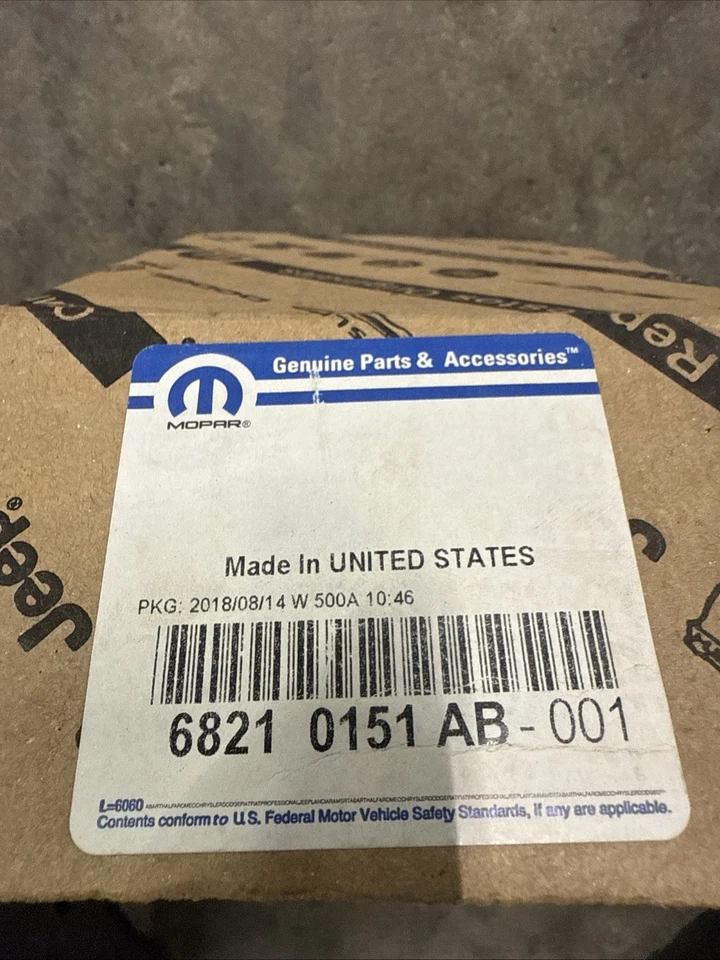 Rep
Genuine Parts & Accessories™
MOPAR®
Jeep®
Made In UNITED STATES
PKG: 2018/08/14 W 500A 10:46
6821 0151 AB - 001
L=6060
Contents conform to U.S. Federal Motor Vehicle Safety Standards, if any are applicable.